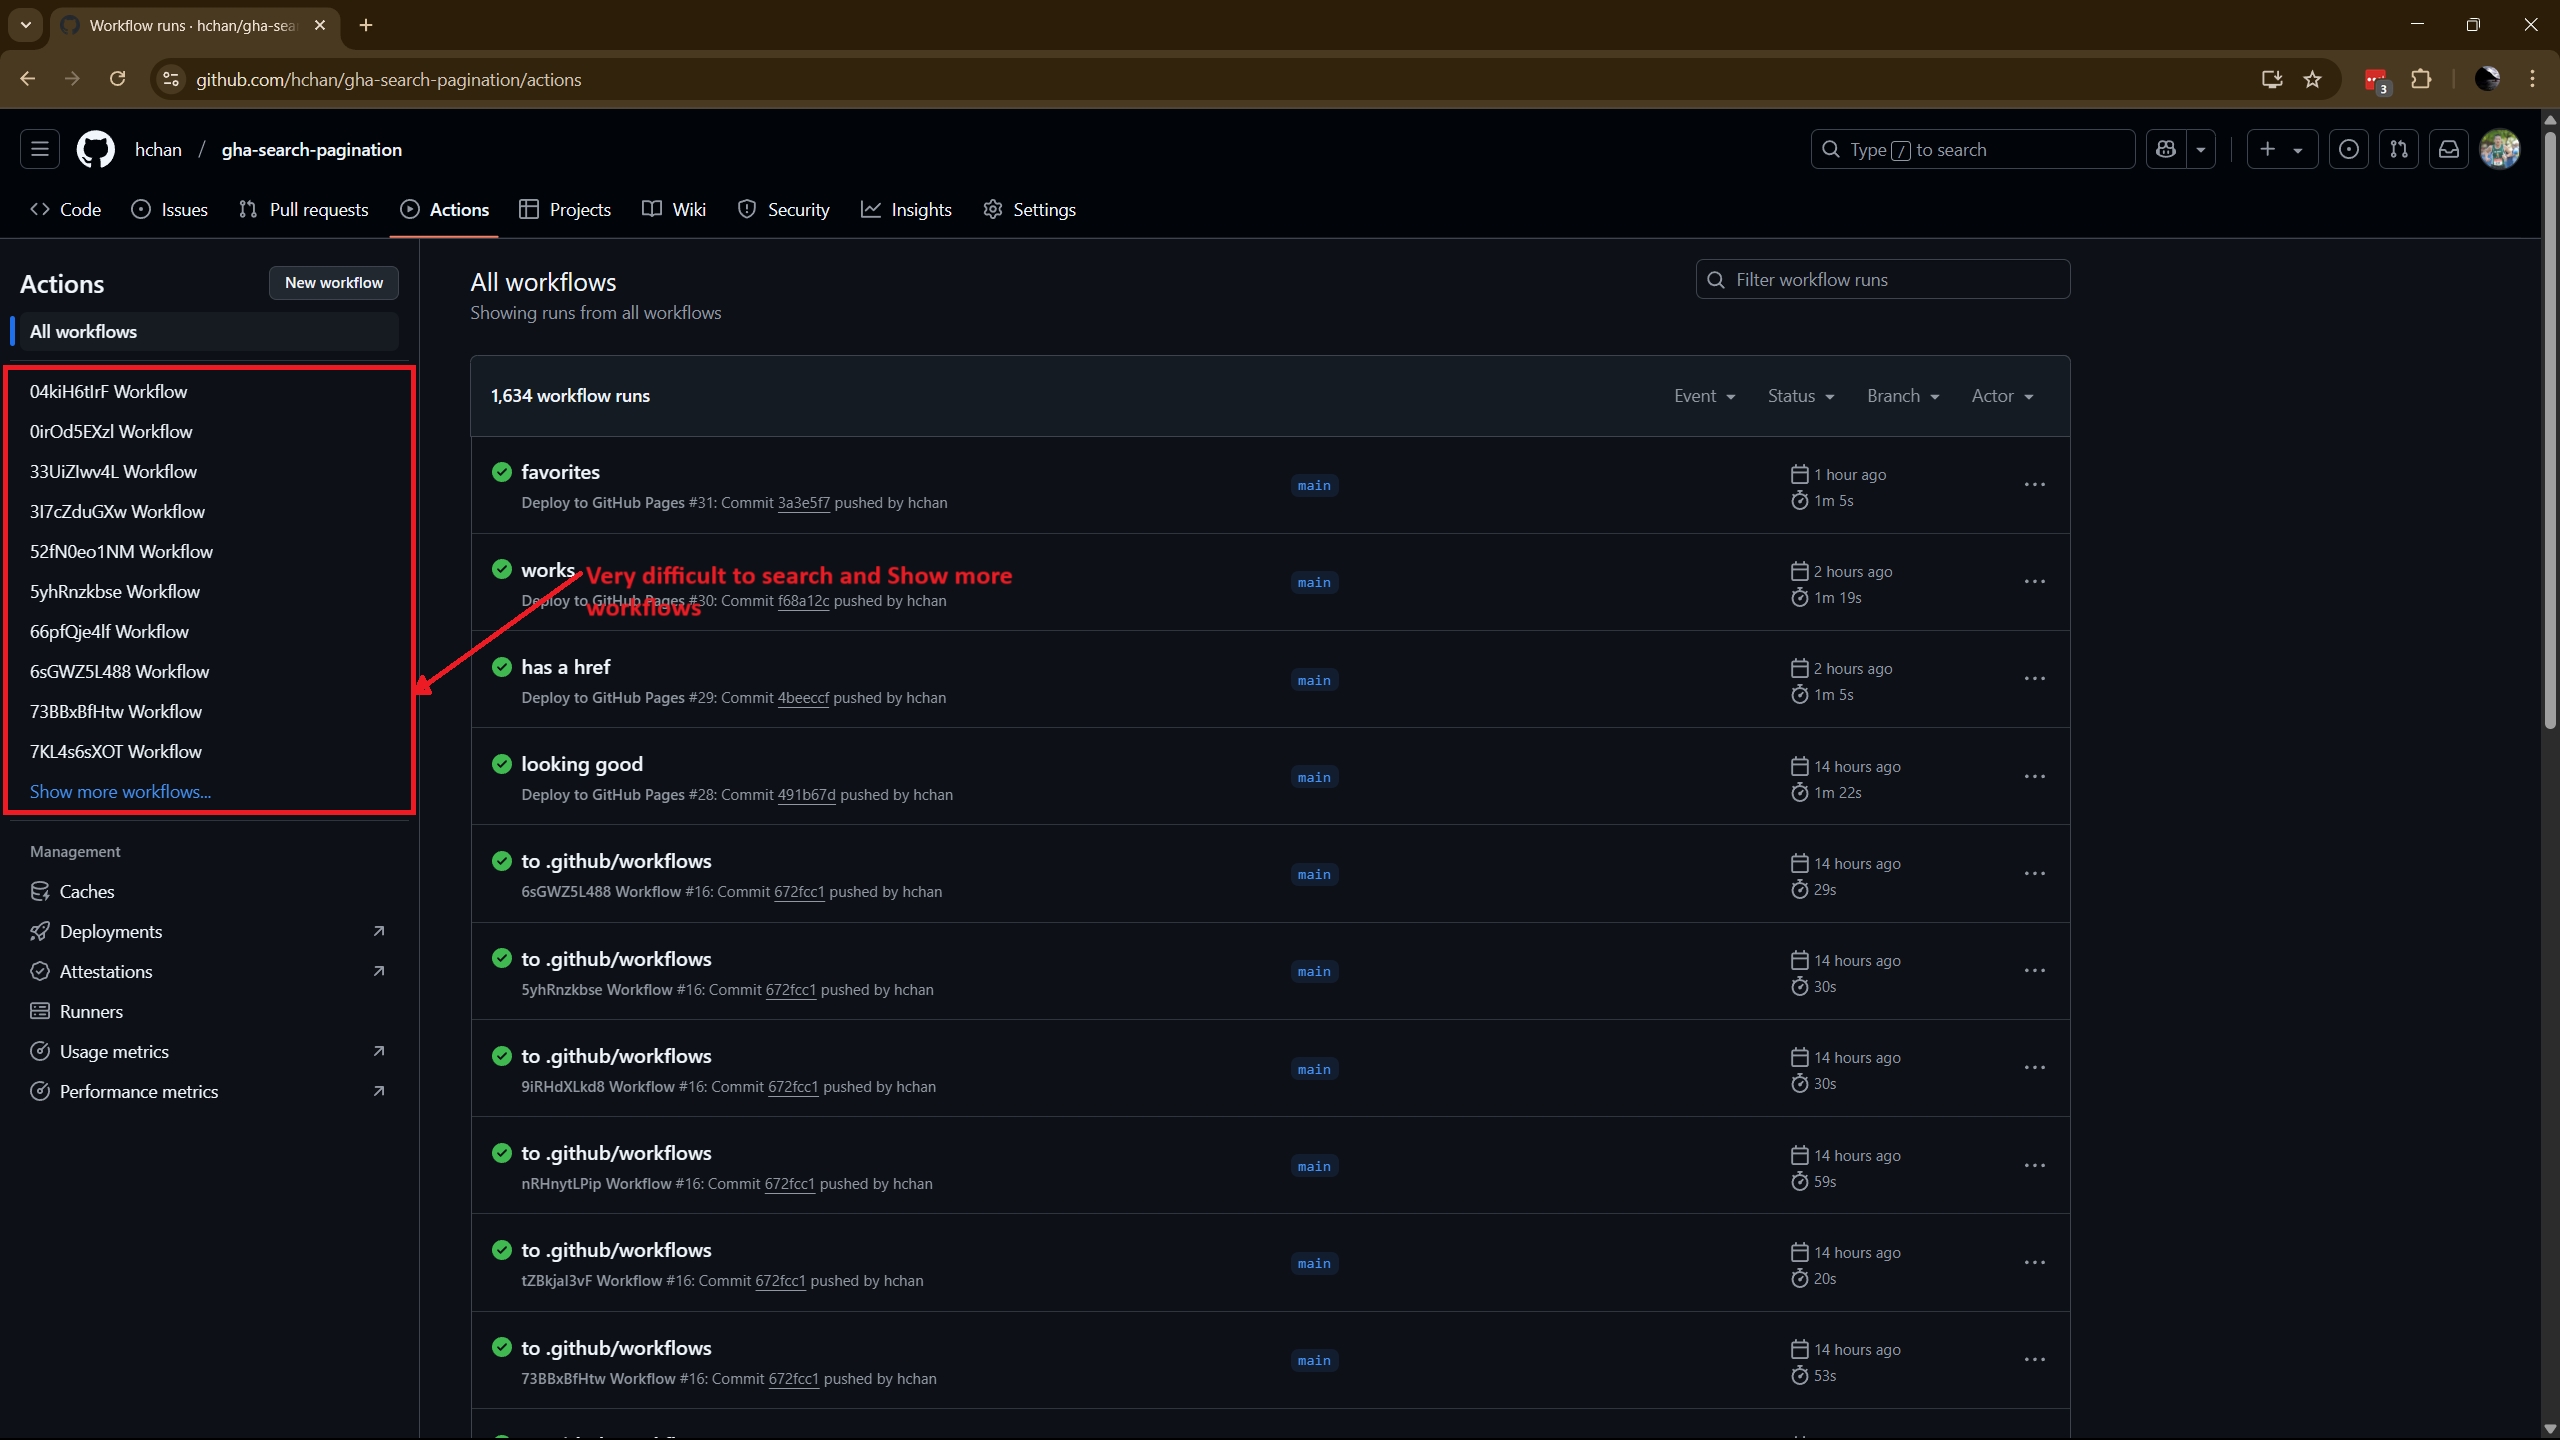 Workflow runs · hchan/gha-sear
github.com/hchan/gha-search-pagination/actions
3
hchan / gha-search-pagination
Type / to search
Code
Issues
Pull requests
Actions
Projects
Wiki
Security
Insights
Settings
Actions
New workflow
All workflows
04kiH6tIrF Workflow
0irOd5EXzl Workflow
33UiZIwv4L Workflow
3I7cZduGXw Workflow
52fN0eo1NM Workflow
5yhRnzkbse Workflow
66pfQje4lf Workflow
6sGWZ5L488 Workflow
73BBxBfHtw Workflow
7KL4s6sXOT Workflow
Show more workflows...
Management
Caches
Deployments
Attestations
Runners
Usage metrics
Performance metrics
All workflows
Showing runs from all workflows
Filter workflow runs
1,634 workflow runs
Event
Status
Branch
Actor
favorites
Deploy to GitHub Pages #31: Commit 3a3e5f7 pushed by hchan
main
1 hour ago
1m 5s
works
Deploy to GitHub Pages #30: Commit f68a12c pushed by hchan
main
2 hours ago
1m 19s
Very difficult to search and Show more
workflows
has a href
Deploy to GitHub Pages #29: Commit 4beeccf pushed by hchan
main
2 hours ago
1m 5s
looking good
Deploy to GitHub Pages #28: Commit 491b67d pushed by hchan
main
14 hours ago
1m 22s
to .github/workflows
6sGWZ5L488 Workflow #16: Commit 672fcc1 pushed by hchan
main
14 hours ago
29s
to .github/workflows
5yhRnzkbse Workflow #16: Commit 672fcc1 pushed by hchan
main
14 hours ago
30s
to .github/workflows
9iRHdXLkd8 Workflow #16: Commit 672fcc1 pushed by hchan
main
14 hours ago
30s
to .github/workflows
nRHnytLPip Workflow #16: Commit 672fcc1 pushed by hchan
main
14 hours ago
59s
to .github/workflows
tZBkjaI3vF Workflow #16: Commit 672fcc1 pushed by hchan
main
14 hours ago
20s
to .github/workflows
73BBxBfHtw Workflow #16: Commit 672fcc1 pushed by hchan
main
14 hours ago
53s